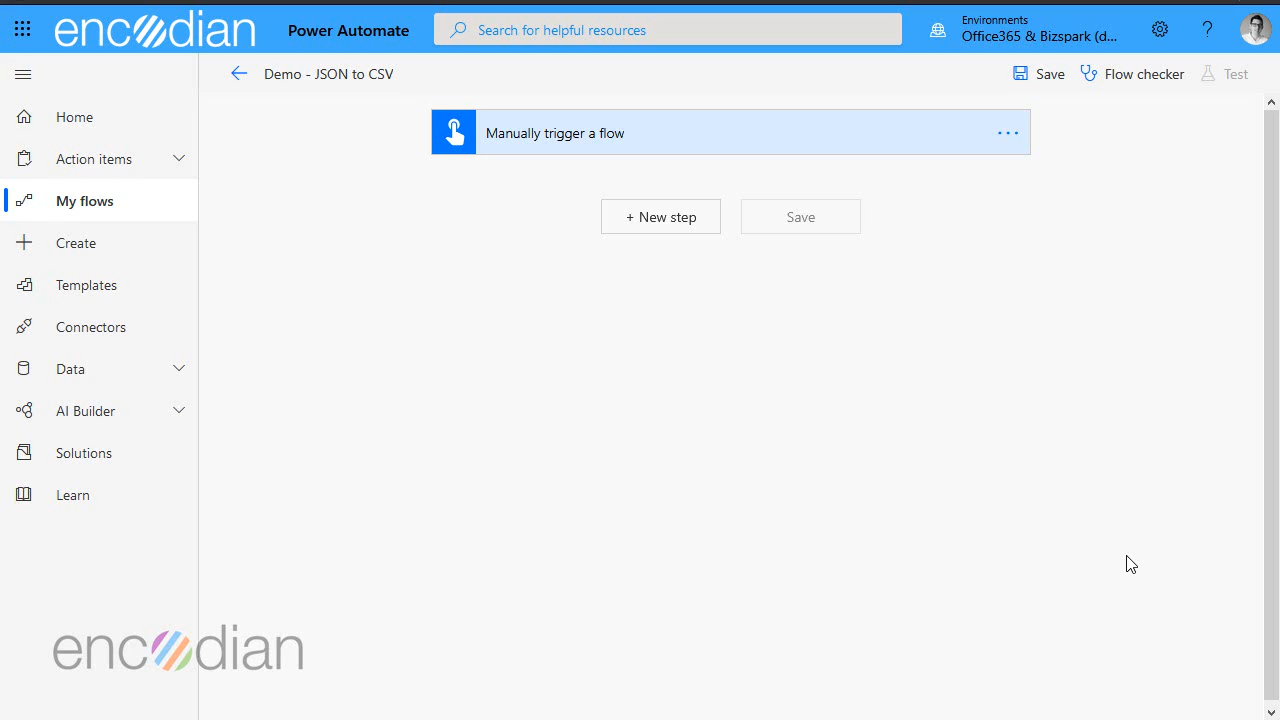 encodian
Power Automate
Search for helpful resources
Environments
Office365 & Bizspark (d...
Demo - JSON to CSV
Save
Flow checker
Test
Home
Action items
My flows
Create
Templates
Connectors
Data
AI Builder
Solutions
Learn
Manually trigger a flow
+ New step
Save
encodian